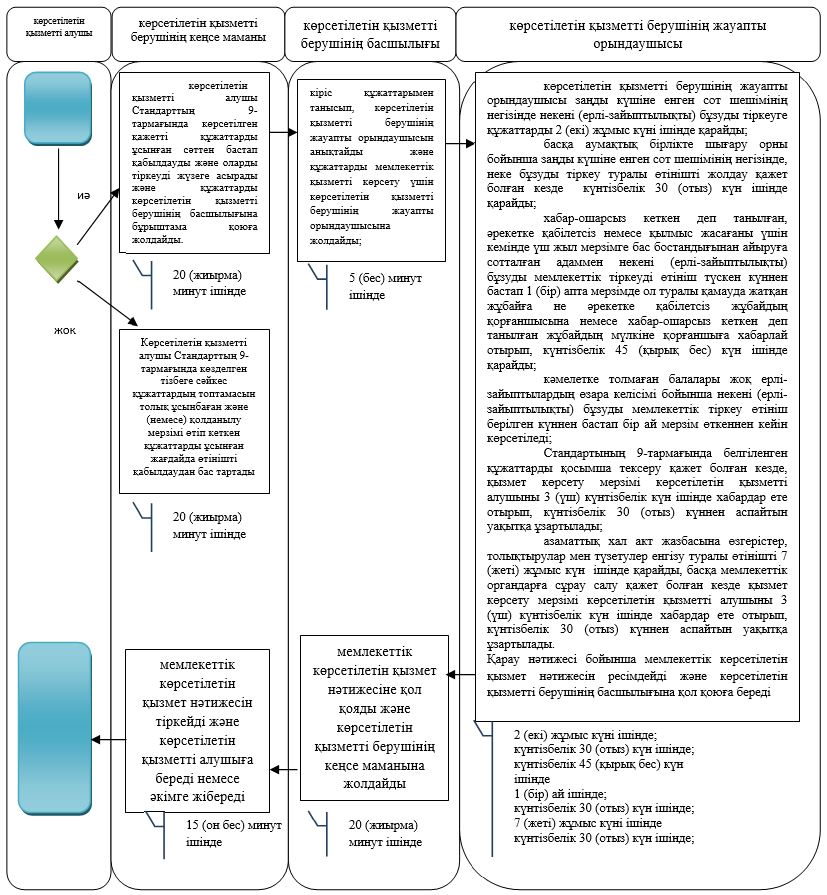 көрсетілетін
қызметті алушы
көрсетілетін қызметті
берушінің кеңсе маманы
көрсетілетін қызметті
берушінің басшылығы
көрсетілетін қызметті берушінің жауапты
орындаушысы
көрсетілетін
қызметті алушы
Стандарттың 9-
тармағында көрсетілген
қажетті құжаттарды
ұсынған сәттен бастап
қабылдауды және оларды
тіркеуді жүзеге асырады
және құжаттарды
көрсетілетін қызметті
берушінің басшылығына
бұрыштама қоюға
жолдайды.
иә
20 (жиырма)
минут ішінде
жок
Көрсетілетін қызметті
алушы Стандарттың 9-
тармағында көзделген
тізбеге сәйкес
құжаттардың топтамасын
толық ұсынбаған және
(немесе) қолданылу
мерзімі өтіп кеткен
құжаттарды ұсынған
жағдайда өтінішті
қабылдаудан бас тартады
20 (жиырма)
минут ішінде
кіріс құжаттарымен
танысып, көрсетілетін
қызметті берушінің
жауапты орындаушысын
анықтайды және
құжаттарды мемлекеттік
қызметті көрсету үшін
көрсетілетін қызметті
берушінің жауапты
орындаушысына
жолдайды;
5 (бес) минут
ішінде
көрсетілетін қызметті берушінің жауапты
орындаушысы заңды күшіне енген сот шешімінің
негізінде некені (ерлі-зайыптылықты) бұзуды тіркеуге
құжаттарды 2 (екі) жұмыс күні ішінде қарайды;
басқа аумақтық бірлікте шығару орны
бойынша заңды күшіне енген сот шешімінің негізінде,
неке бұзуды тіркеу туралы өтінішті жолдау қажет
болған кезде күнтізбелік 30 (отыз) күн ішінде
қарайды;
хабар-ошарсыз кеткен деп танылған,
әрекетке қабілетсіз немесе қылмыс жасағаны үшін
кемінде үш жыл мерзімге бас бостандығынан айыруға
сотталған адаммен некені (ерлі-зайыптылықты)
бұзуды мемлекеттік тіркеуді өтініш түскен күннен
бастап 1 (бір) апта мерзімде ол туралы қамауда жатқан
жұбайға не әрекетке қабілетсіз жұбайдың
қорғаншысына немесе хабар-ошарсыз кеткен деп
танылған жұбайдың мүлкіне қорғаншыға хабарлай
отырып, күнтізбелік 45 (қырық бес) күн ішінде
қарайды;
кәмелетке толмаған балалары жоқ ерлі-
зайыптылардың өзара келісімі бойынша некені (ерлі-
зайыптылықты) бұзуды мемлекеттік тіркеу өтініш
берілген күннен бастап бір ай мерзім өткеннен кейін
көрсетіледі;
Стандартының 9-тармағында белгіленген
құжаттарды қосымша тексеру қажет болған кезде,
қызмет көрсету мерзімі көрсетілетін қызметті
алушыны 3 (үш) күнтізбелік күн ішінде хабардар ете
отырып, күнтізбелік 30 (отыз) күннен аспайтын
уақытқа ұзартылады;
азаматтық хал акт жазбасына өзгерістер,
толықтырулар мен түзетулер енгізу туралы өтінішті 7
(жеті) жұмыс күн ішінде қарайды, басқа мемлекеттік
органдарға сұрау салу қажет болған кезде қызмет
көрсету мерзімі көрсетілетін қызметті алушыны 3
(үш) күнтізбелік күн ішінде хабардар ете отырып,
күнтізбелік 30 (отыз) күннен аспайтын уақытқа
ұзартылады.
Қарау нәтижесі бойынша мемлекеттік көрсетілетін
қызмет нәтижесін ресімдейді және көрсетілетін
қызметті берушінің басшылығына қол қоюға береді
2 (екі) жұмыс күні ішінде;
күнтізбелік 30 (отыз) күн ішінде;
күнтізбелік 45 (қырық бес) күн
ішінде
1 (бір) ай ішінде;
күнтізбелік 30 (отыз) күн ішінде;
7 (жеті) жұмыс күні ішінде
күнтізбелік 30 (отыз) күн ішінде;
мемлекеттік
көрсетілетін қызмет
нәтижесіне қол
қояды және
көрсетілетін
қызметті берушінің
кеңсе маманына
жолдайды
20 (жиырма)
минут ішінде
мемлекеттік
көрсетілетін
қызмет нәтижесін
тіркейді және
көрсетілетін
қызметті алушыға
береді немесе
әкімге жібереді
15 (он бес) минут
ішінде